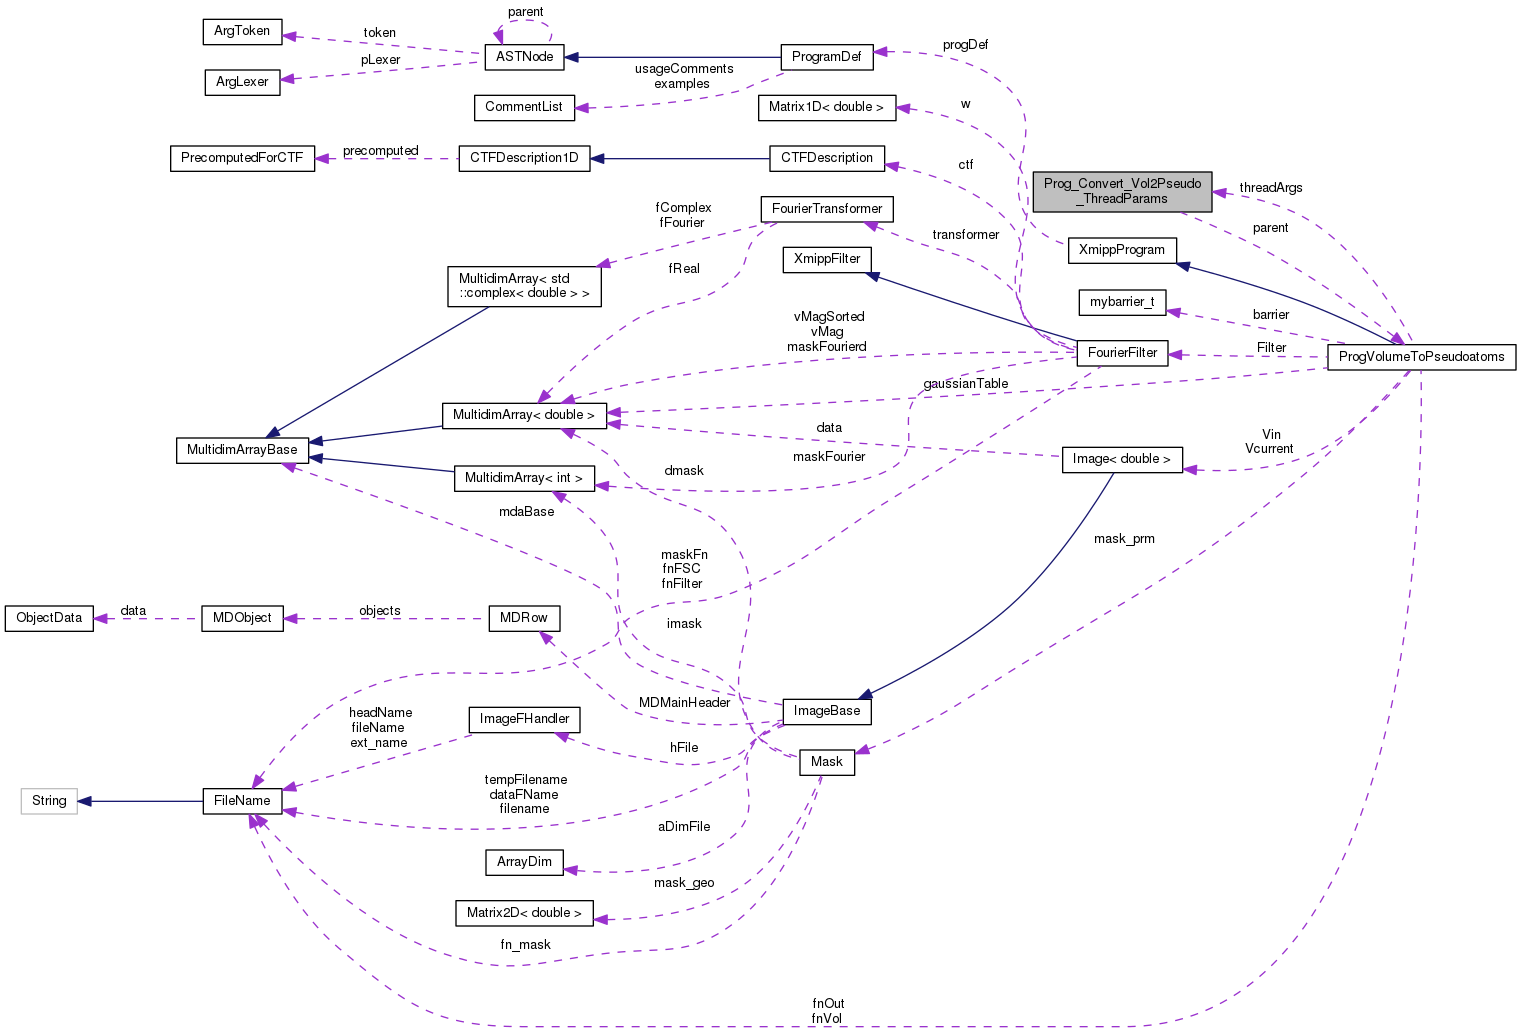 parent
ArgToken
token
progDef
ASTNode
ProgramDef
pLexer
usageComments
examples
ArgLexer
CommentList
Matrix1D< double >
w
PrecomputedForCTF
precomputed
CTFDescription1D
CTFDescription
ctf
Prog_Convert_Vol2Pseudo
_ThreadParams
threadArgs
fComplex
fFourier
FourierTransformer
transformer
parent
XmippProgram
XmippFilter
fReal
MultidimArray< std
::complex< double > >
mybarrier_t
barrier
vMagSorted
vMag
maskFourierd
FourierFilter
Filter
ProgVolumeToPseudoatoms
gaussianTable
MultidimArray< double >
data
Vin
Vcurrent
MultidimArrayBase
maskFourier
Image< double >
dmask
MultidimArray< int >
mdaBase
mask_prm
maskFn
fnFSC
fnFilter
ObjectData
data
MDObject
objects
MDRow
imask
MDMainHeader
ImageBase
headName
fileName
ext_name
ImageFHandler
hFile
Mask
tempFilename
dataFName
filename
String
FileName
aDimFile
ArrayDim
mask_geo
Matrix2D< double >
fn_mask
fnOut
fnVol